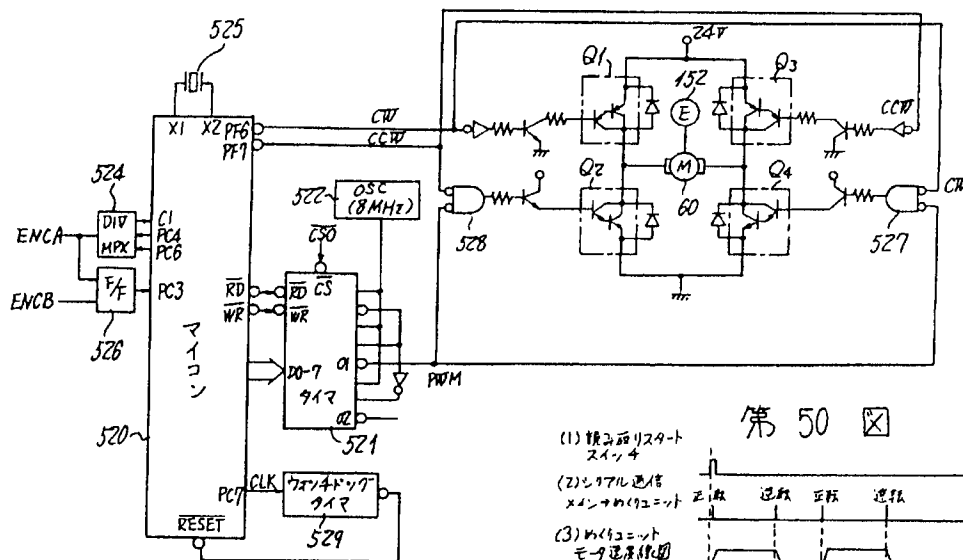 525
24V
Q1
152
Q3
X1 X2
PF6
CW
CCW
PF7
CCW
E
524
522
OSC
(8MHz)
Q2
M
Q4
DIV
C1
60
CW
ENCA
PC4
MPX
PC6
528
527
CS0
F/F
PC3
RD
RD
CS
ENCB
WR
WR
526
マイコン
D0-7
O1
タイマ
PWM
O2
520
521
第 50 図
(1) 積み茄リスタート
スイッチ
CLK
ウォッチドッグ
タイマ
PC7
(2)シリアル通信
メイン→めくりユニット
正転 逆転 正転 逆転
RESET
529
(3)めくりユニット
モータ速度線図